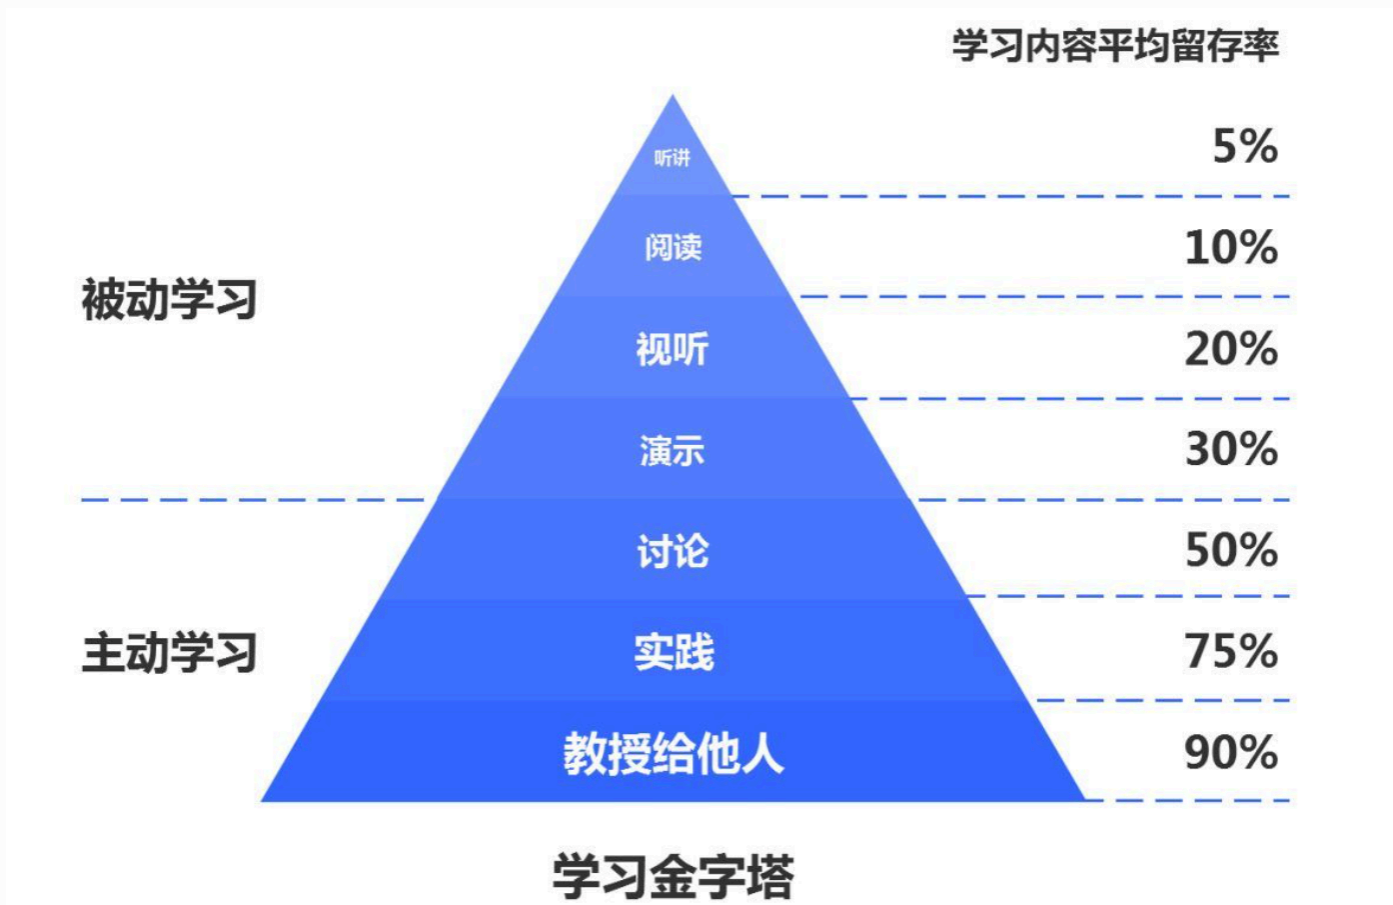 学习内容平均留存率
听讲
5%
阅读
10%
被动学习
视听
20%
演示
30%
讨论
50%
主动学习
实践
75%
教授给他人
90%
学习金字塔